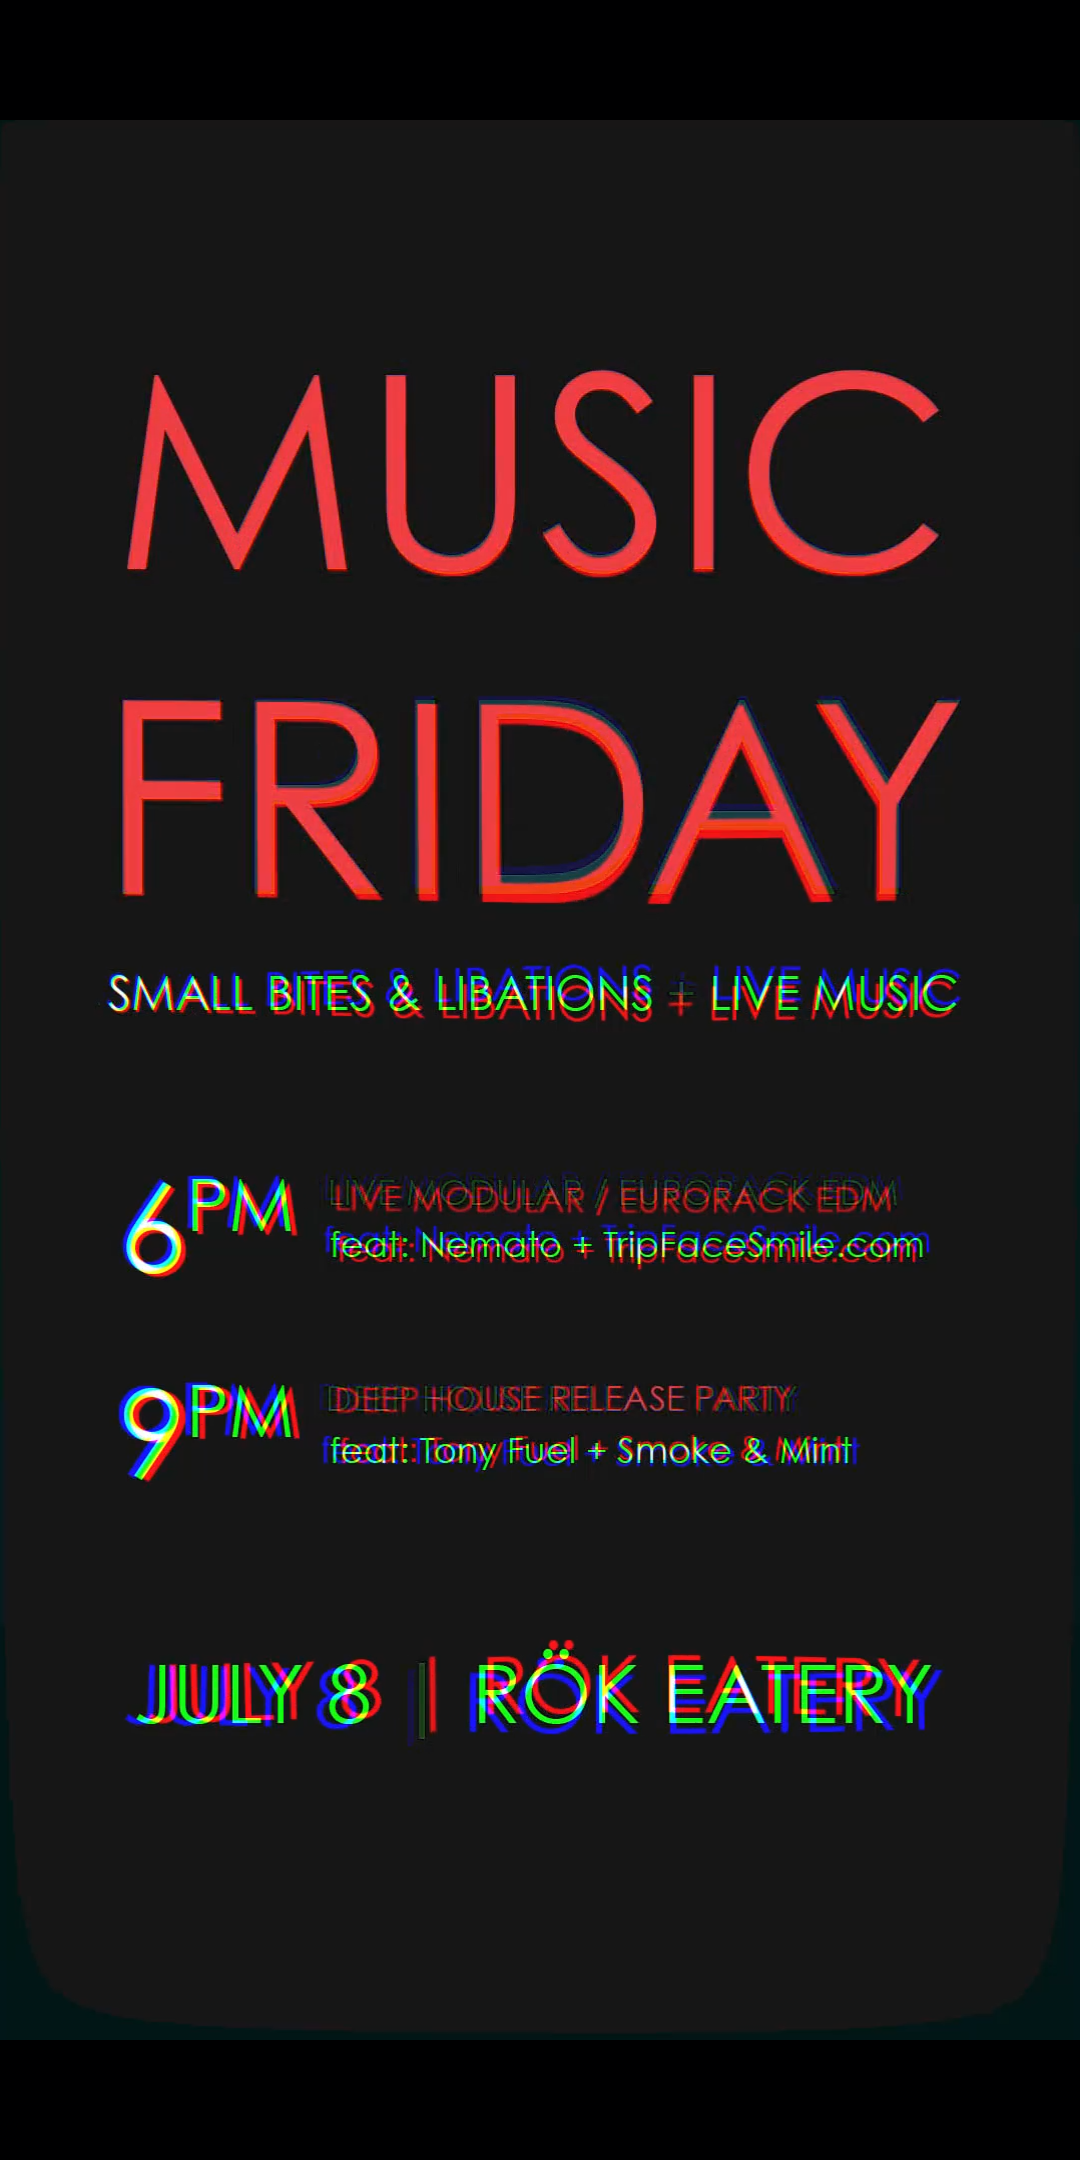 MUSIC
FRIDAY
SMALL BITES & LIBATIONS + LIVE MUSIC
6PM
LIVE MODULAR / EURORACK EDM
feat: Nemato + TripFaceSmile.com
9PM
DEEP HOUSE RELEASE PARTY
feat: Tony Fuel + Smoke & Mint
JULY 8 | RÖK EATERY